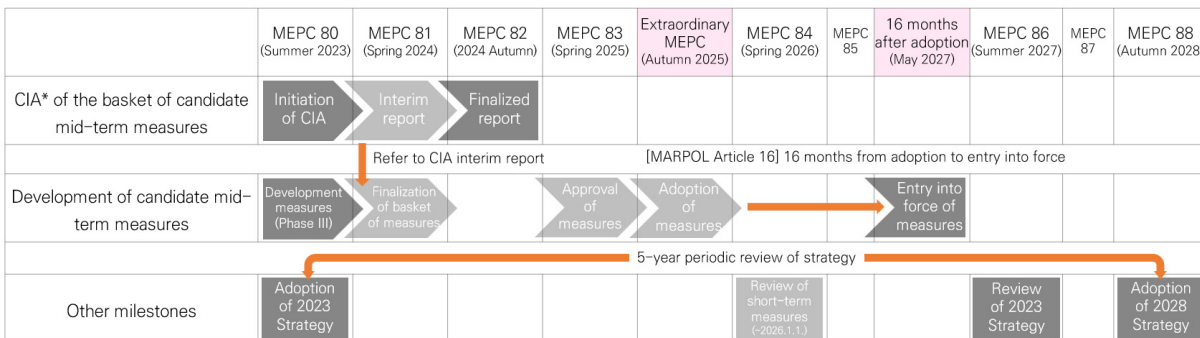 MEPC 80
(Summer 2023)
MEPC 81
(Spring 2024)
MEPC 82
(2024 Autumn)
MEPC 83
(Spring 2025)
Extraordinary
MEPC
(Autumn 2025)
MEPC 84
(Spring 2026)
MEPC
85
16 months
after adoption
(May 2027)
MEPC 86
(Summer 2027)
MEPC
87
MEPC 88
(Autumn 2028)
CIA* of the basket of candidate
mid-term measures
Initiation
of CIA
Interim
report
Finalized
report
Refer to CIA interim report
[MARPOL Article 16] 16 months from adoption to entry into force
Development of candidate mid-
term measures
Development
measures
(Phase III)
Finalization
of basket
of measures
Approval
of
measures
Adoption
of
measures
Entry into
force of
measures
5-year periodic review of strategy
Other milestones
Adoption
of 2023
Strategy
Review of
short-term
measures
(~2026.1.1.)
Review
of 2023
Strategy
Adoption
of 2028
Strategy